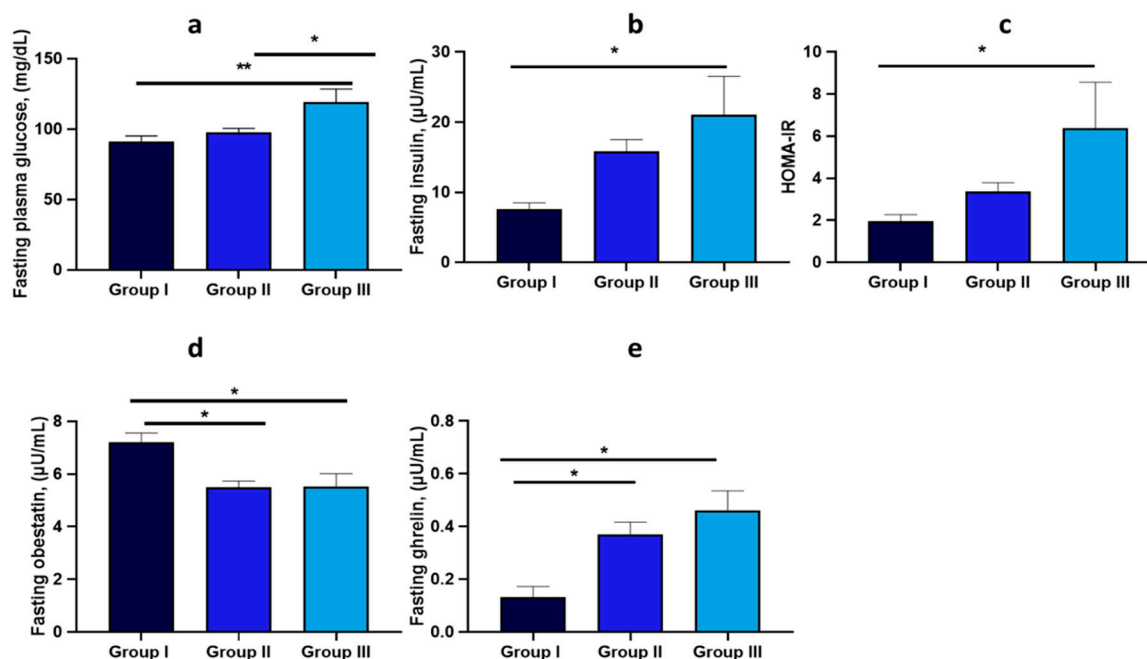 a
*
**
Fasting plasma glucose, (mg/dL)
150
100
50
0
Group I
Group II
Group III
b
*
Fasting insulin, (µU/mL)
30
20
10
0
Group I
Group II
Group III
c
*
HOMA-IR
10
8
6
4
2
0
Group I
Group II
Group III
d
*
*
Fasting obestatin, (µU/mL)
8
6
4
2
0
Group I
Group II
Group III
e
*
*
Fasting ghrelin, (µU/mL)
0.8
0.6
0.4
0.2
0.0
Group I
Group II
Group III